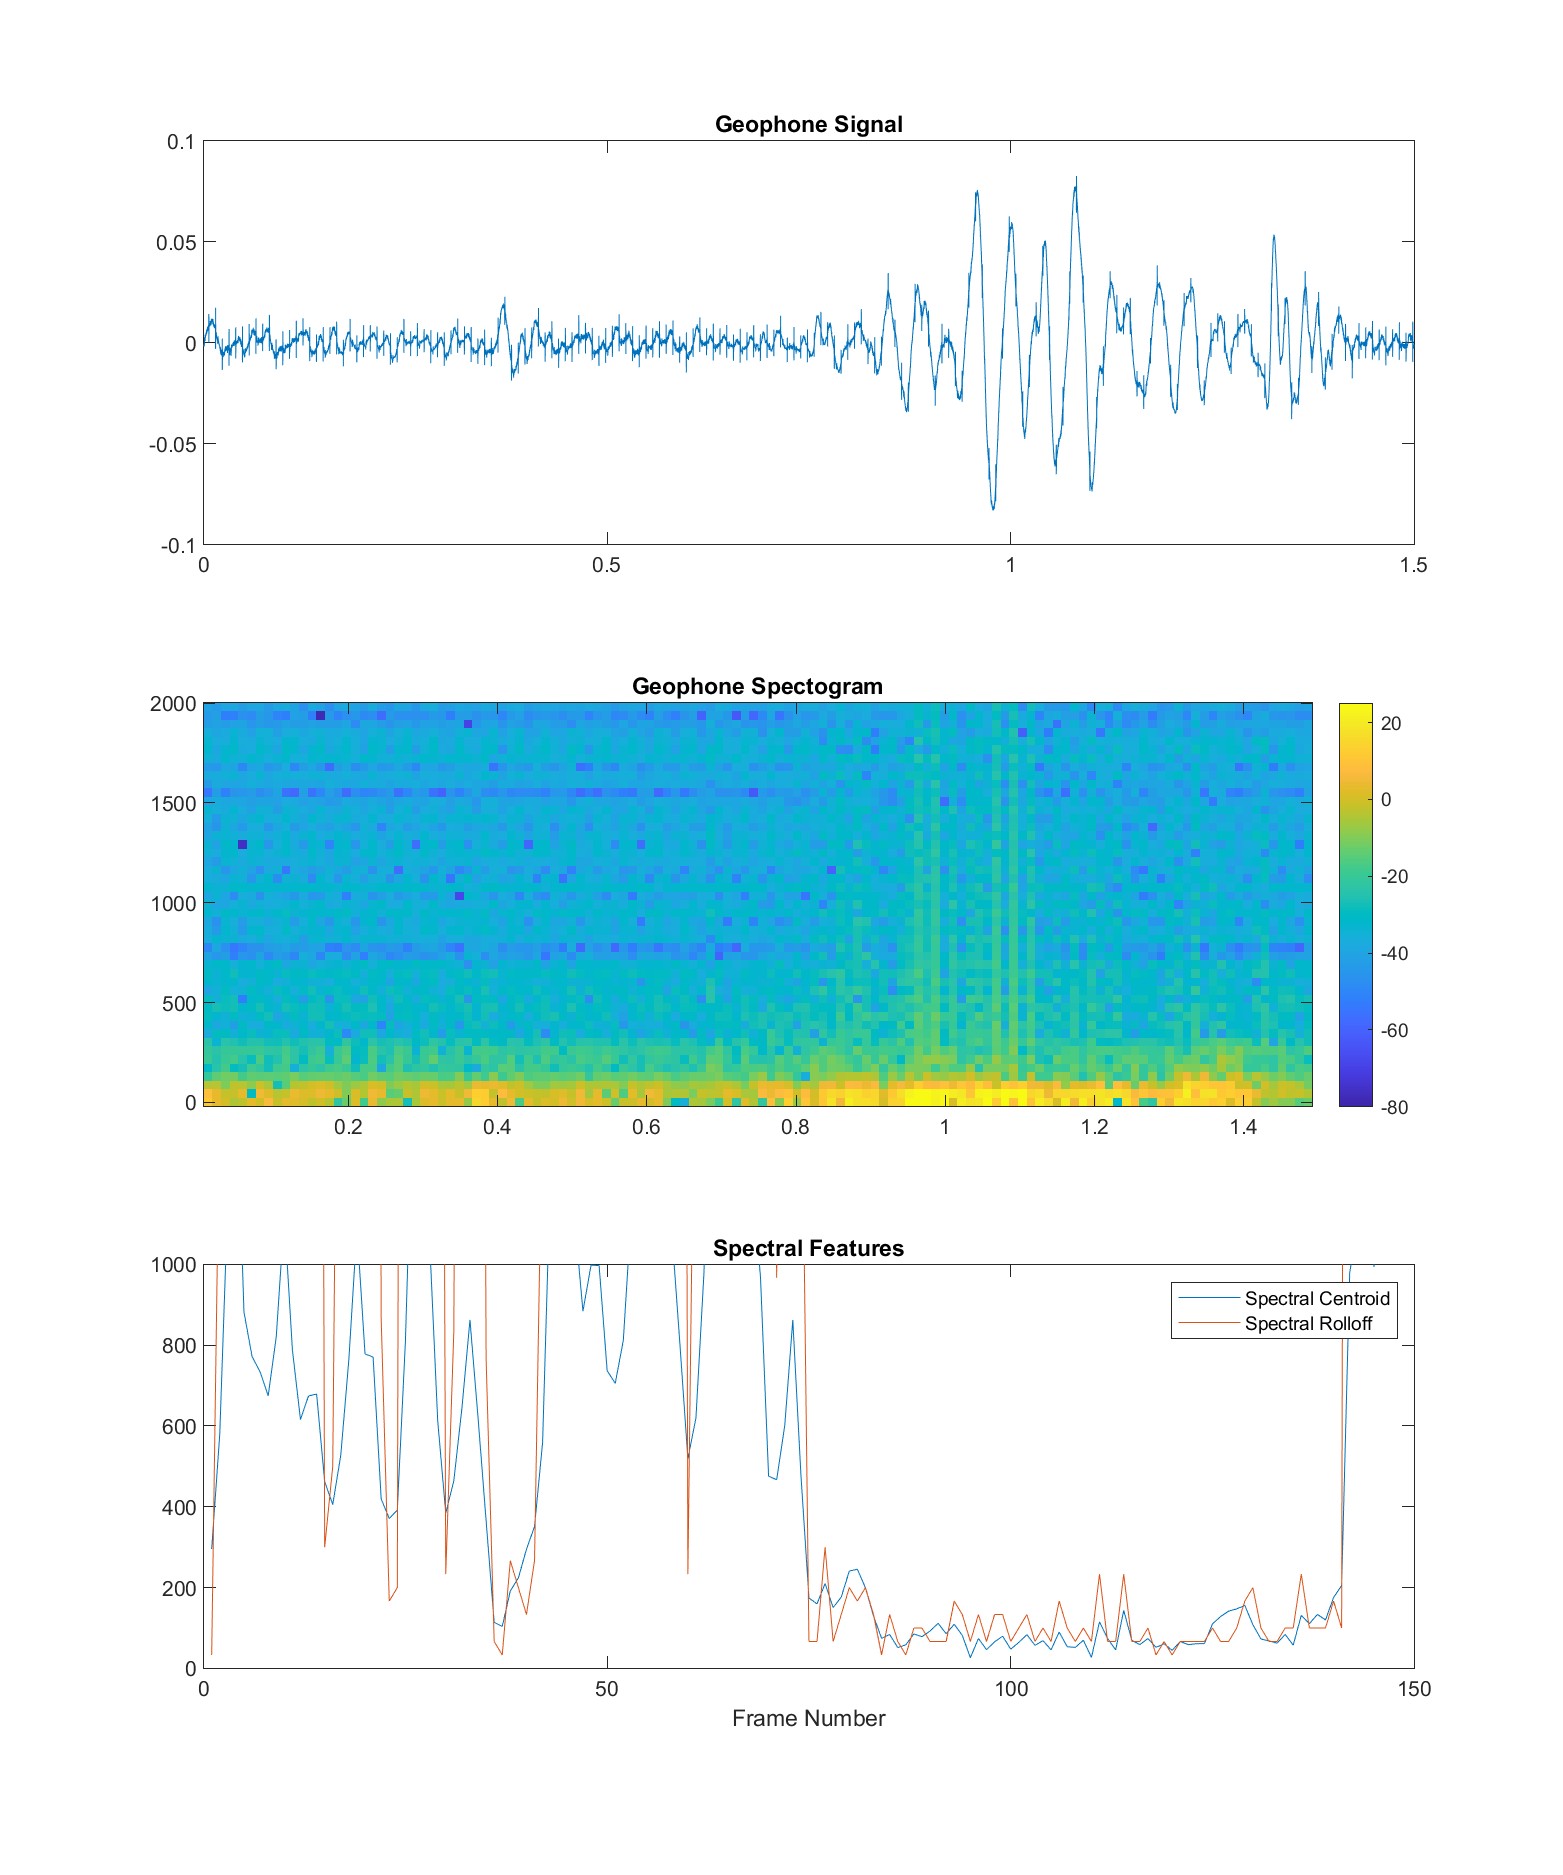 Geophone Signal
0.1
0.05
0
-0.05
-0.1
0 0.5 1 1.5
Geophone Spectogram
2000
1500
1000
500
0
0.2 0.4 0.6 0.8 1 1.2 1.4
20
0
-20
-40
-60
-80
Spectral Features
1000
800
600
400
200
0
Spectral Centroid
Spectral Rolloff
0 50 100 150
Frame Number